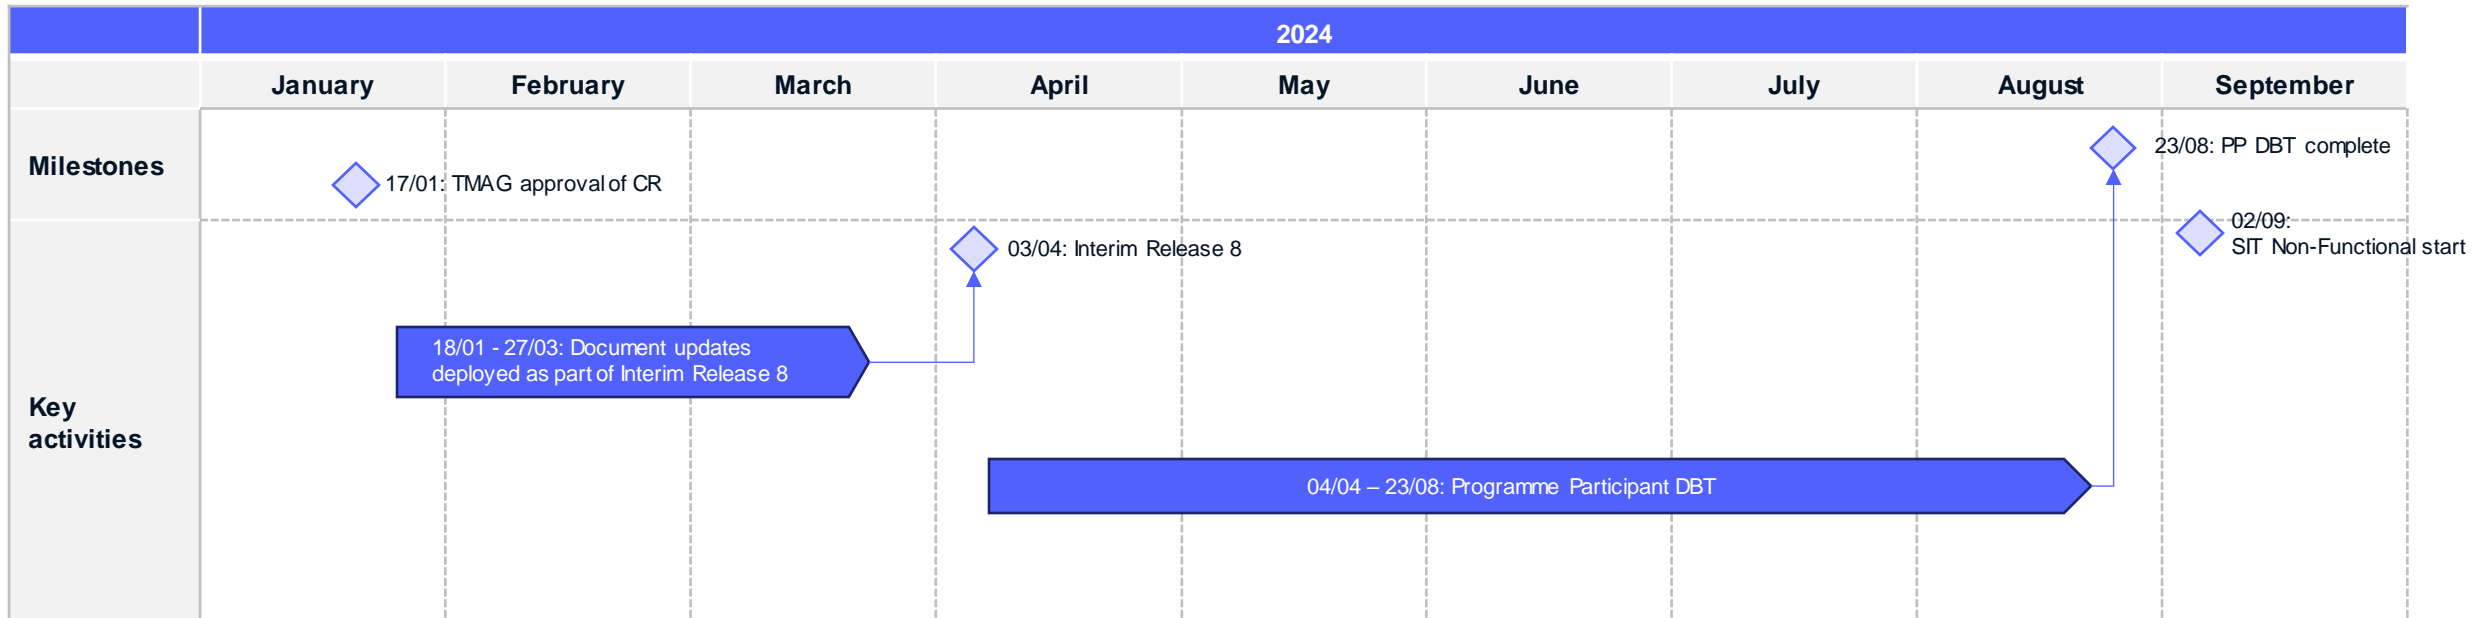 2024
January
February
March
April
May
June
July
August
September
Milestones
17/01: TMAG approval of CR
23/08: PP DBT complete
02/09:
SIT Non-Functional start
03/04: Interim Release 8
Key
activities
18/01 - 27/03: Document updates
deployed as part of Interim Release 8
04/04 – 23/08: Programme Participant DBT